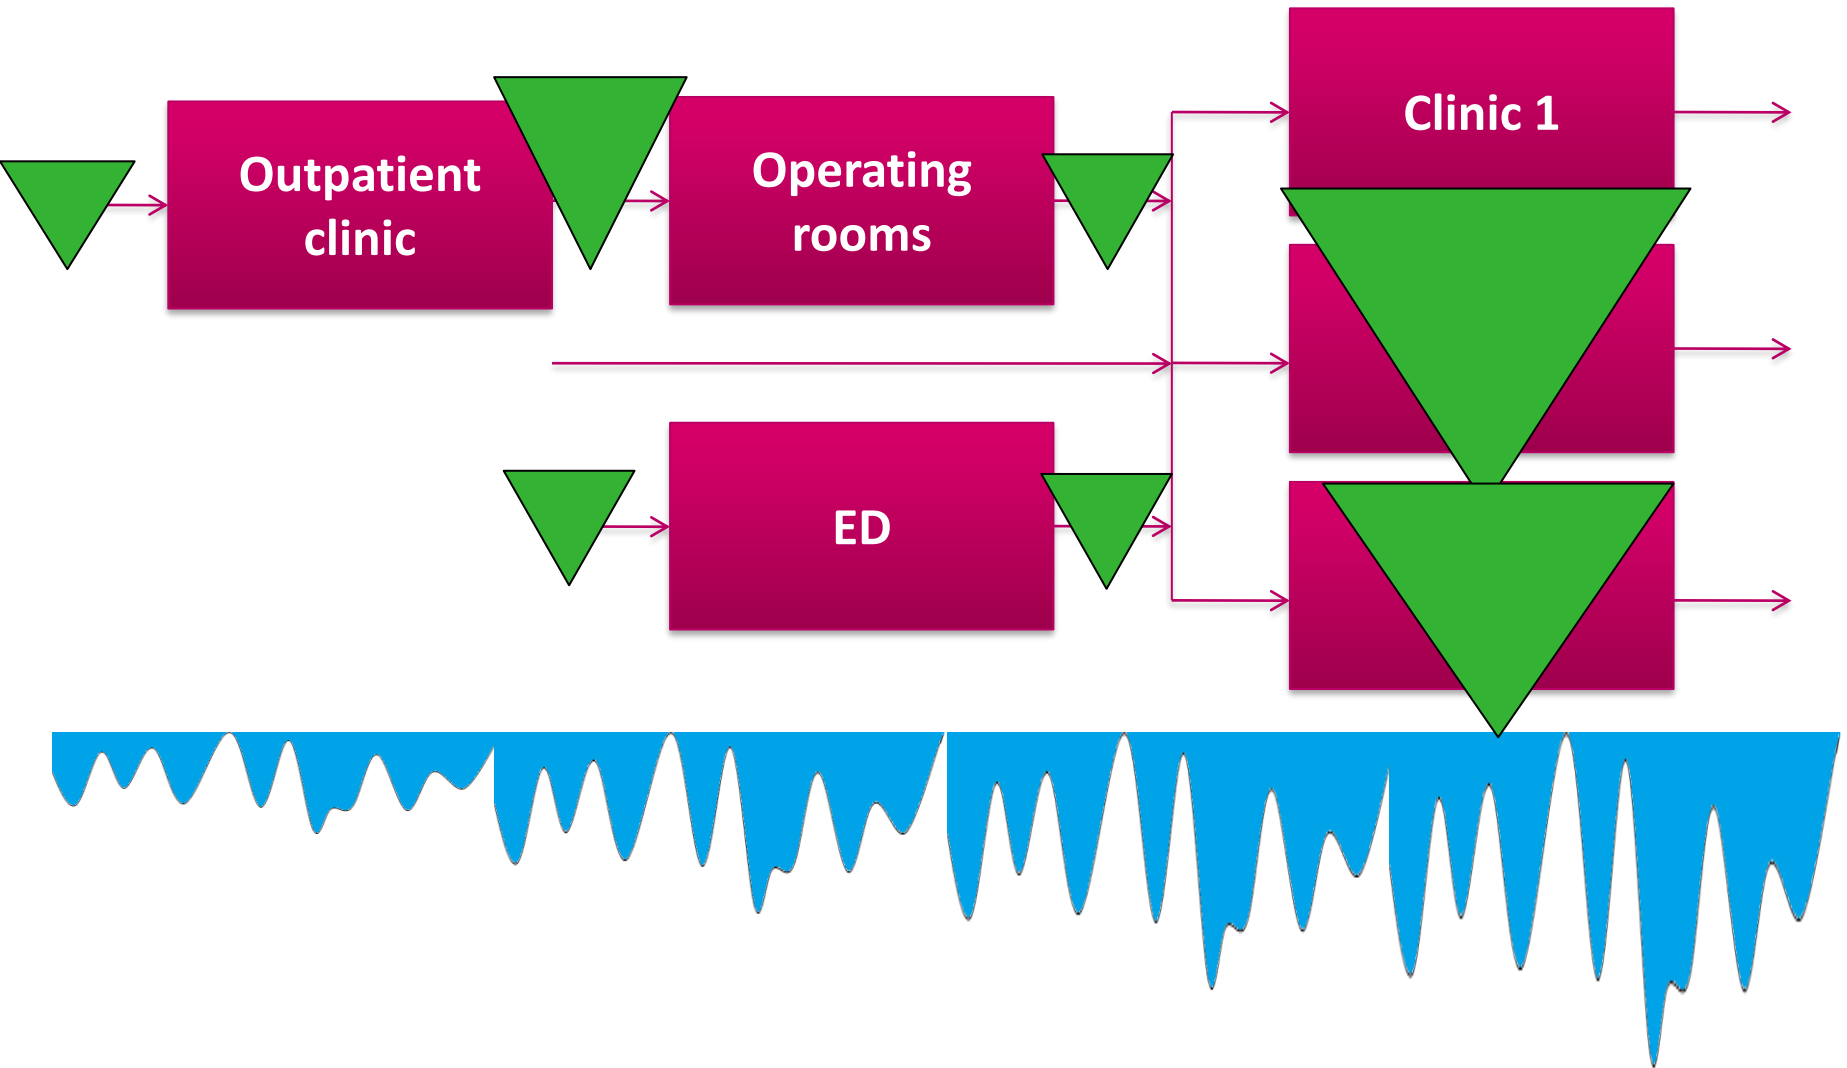 Outpatient
clinic
Operating
rooms
Clinic 1
ED